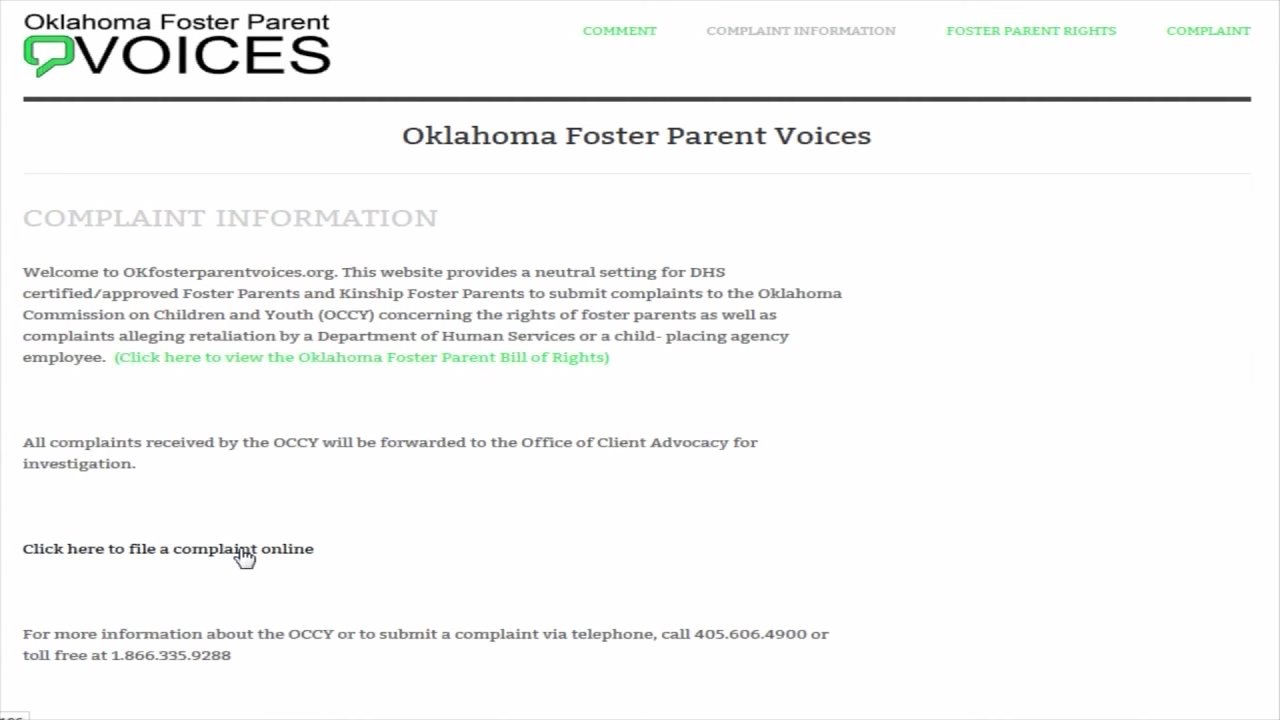 Oklahoma Foster Parent
VOICES
COMMENT COMPLAINT INFORMATION FOSTER PARENT RIGHTS COMPLAINT
Oklahoma Foster Parent Voices
COMPLAINT INFORMATION
Welcome to OKfosterparentvoices.org. This website provides a neutral setting for DHS
certified/approved Foster Parents and Kinship Foster Parents to submit complaints to the Oklahoma
Commission on Children and Youth (OCCY) concerning the rights of foster parents as well as
complaints alleging retaliation by a Department of Human Services or a child- placing agency
employee. (Click here to view the Oklahoma Foster Parent Bill of Rights)
All complaints received by the OCCY will be forwarded to the Office of Client Advocacy for
investigation.
Click here to file a complaint online
For more information about the OCCY or to submit a complaint via telephone, call 405.606.4900 or
toll free at 1.866.335.9288